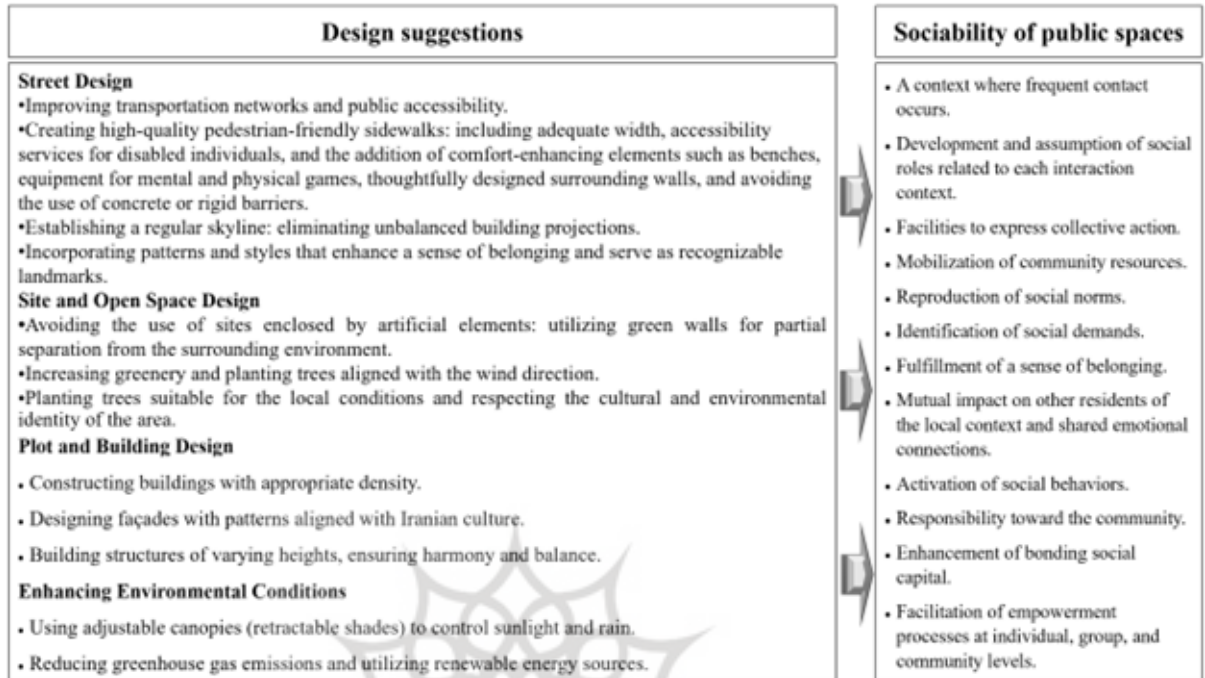 Design suggestions
Street Design
•Improving transportation networks and public accessibility.
•Creating high-quality pedestrian-friendly sidewalks: including adequate width, accessibility
services for disabled individuals, and the addition of comfort-enhancing elements such as benches,
equipment for mental and physical games, thoughtfully designed surrounding walls, and avoiding
the use of concrete or rigid barriers.
•Establishing a regular skyline: eliminating unbalanced building projections.
•Incorporating patterns and styles that enhance a sense of belonging and serve as recognizable
landmarks.
Site and Open Space Design
•Avoiding the use of sites enclosed by artificial elements: utilizing green walls for partial
separation from the surrounding environment.
•Increasing greenery and planting trees aligned with the wind direction.
•Planting trees suitable for the local conditions and respecting the cultural and environmental
identity of the area.
Plot and Building Design
• Constructing buildings with appropriate density.
• Designing façades with patterns aligned with Iranian culture.
• Building structures of varying heights, ensuring harmony and balance.
Enhancing Environmental Conditions
• Using adjustable canopies (retractable shades) to control sunlight and rain.
• Reducing greenhouse gas emissions and utilizing renewable energy sources.
Sociability of public spaces
• A context where frequent contact
occurs.
• Development and assumption of social
roles related to each interaction
context.
• Facilities to express collective action.
• Mobilization of community resources.
• Reproduction of social norms.
• Identification of social demands.
• Fulfillment of a sense of belonging.
• Mutual impact on other residents of
the local context and shared emotional
connections.
• Activation of social behaviors.
• Responsibility toward the community.
• Enhancement of bonding social
capital.
• Facilitation of empowerment
processes at individual, group, and
community levels.